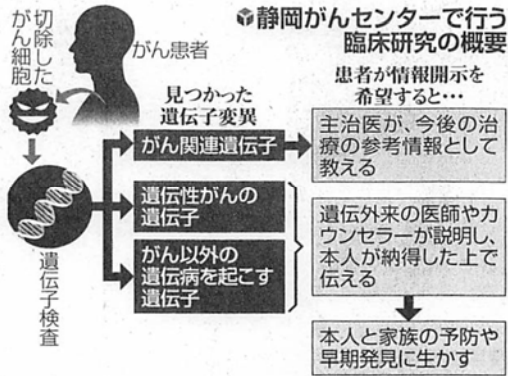 静岡がんセンターで行う
臨床研究の概要
切除した
がん細胞
がん患者
遺伝子検査
見つかった
遺伝子変異
がん関連遺伝子
遺伝性がんの
遺伝子
がん以外の
遺伝病を起こす
遺伝子
患者が情報開示を
希望すると…
主治医が、今後の治
療の参考情報として
教える
遺伝外来の医師やカ
ウンセラーが説明し、
本人が納得した上で
伝える
本人と家族の予防や
早期発見に生かす